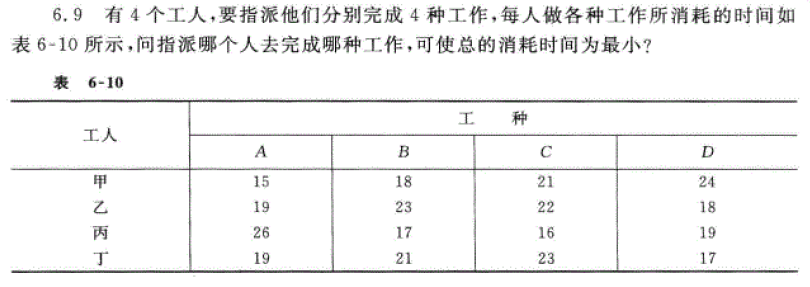 6.9 有 4 个工人,要指派他们分别完成 4 种工作,每人做各种工作所消耗的时间如
表 6-10 所示,问指派哪个人去完成哪种工作,可使总的消耗时间为最小?
表 6-10
工人 工 种
A B C D
甲 15 18 21 24
乙 19 23 22 18
丙 26 17 16 19
丁 19 21 23 17